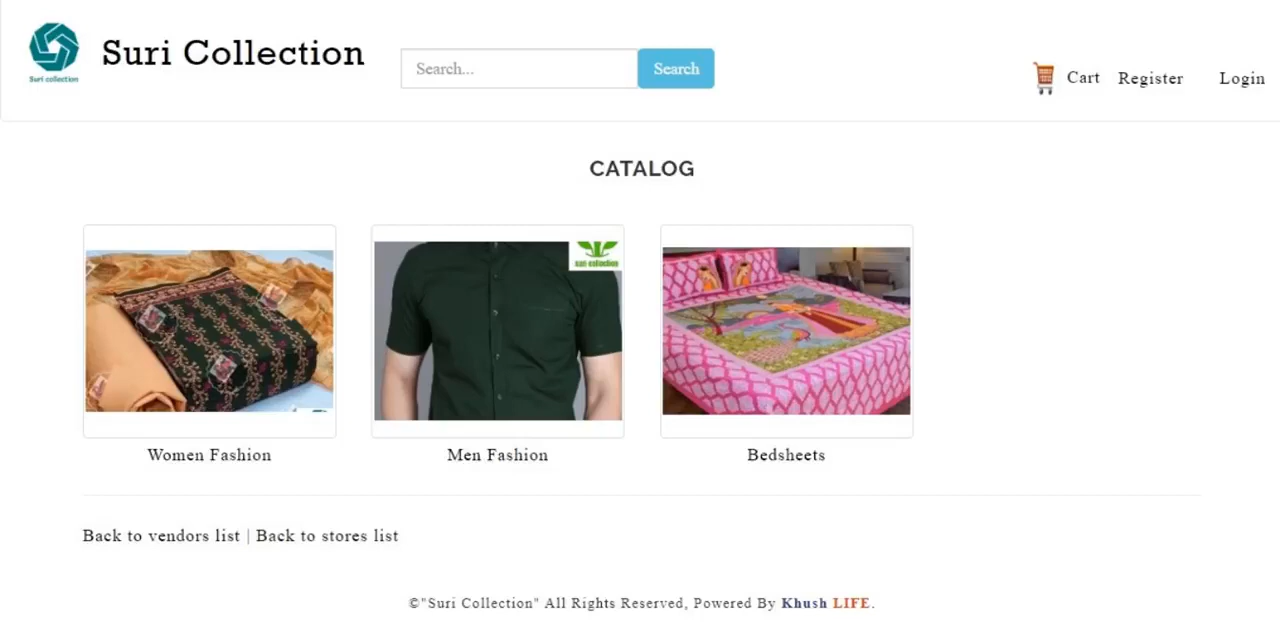 Suri collection
Suri Collection
Search...
Search
Cart
Register
Login
CATALOG
suri collection
Women Fashion
Men Fashion
Bedsheets
Back to vendors list | Back to stores list
©"Suri Collection" All Rights Reserved, Powered By Khush LIFE.